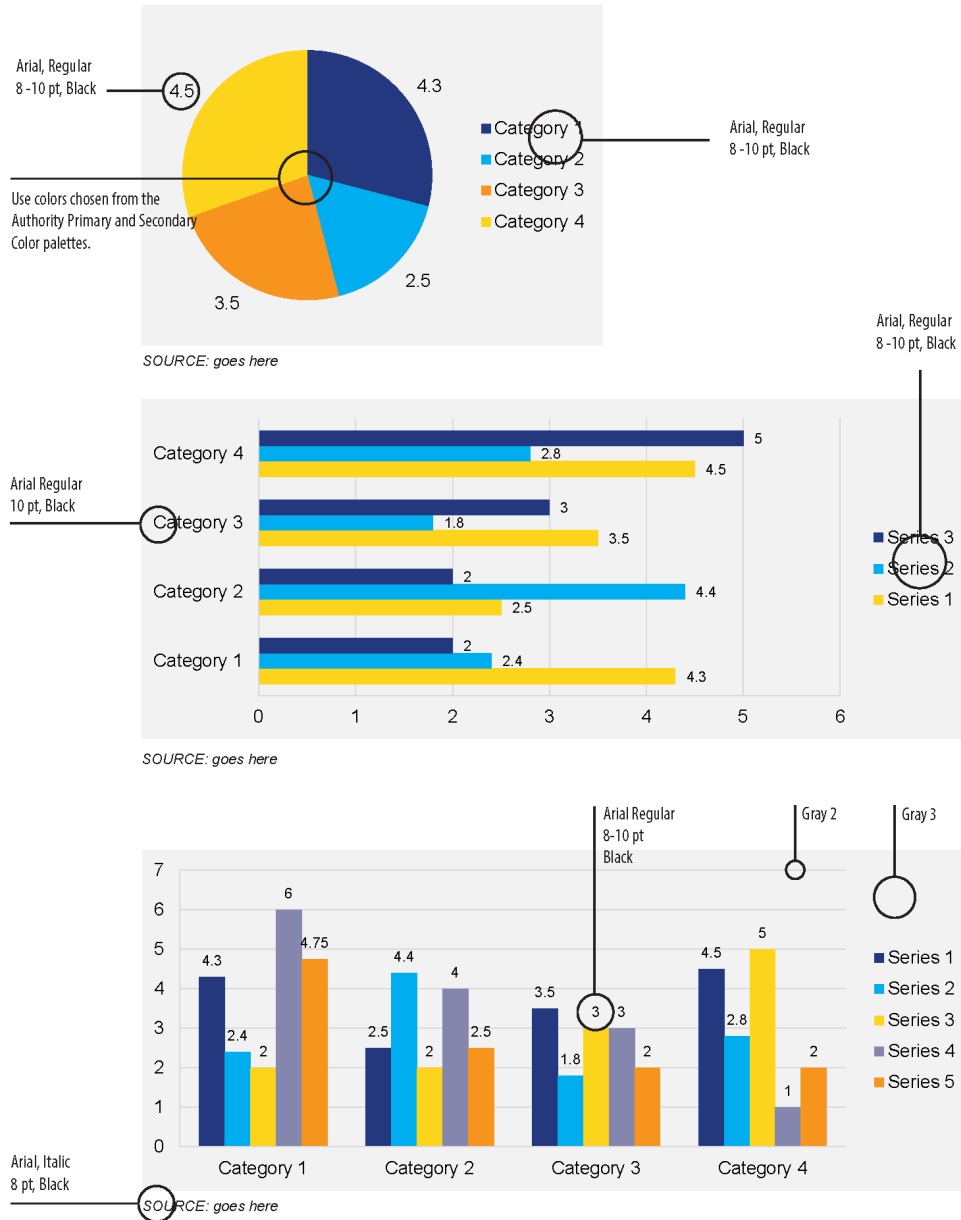 Arial, Regular
8 -10 pt, Black
4.5
4.3
Category 1
Category 2
Category 3
Category 4
Arial, Regular
8 -10 pt, Black
Use colors chosen from the
Authority Primary and Secondary
Color palettes.
2.5
3.5
SOURCE: goes here
Arial, Regular
8 -10 pt, Black
Category 4
5
2.8
4.5
Arial Regular
10 pt, Black
Category 3
3
1.8
3.5
Series 3
Series 2
Series 1
Category 2
2
4.4
2.5
Category 1
2
2.4
4.3
0 1 2 3 4 5 6
SOURCE: goes here
Arial Regular
8-10 pt
Black
Gray 2
Gray 3
7
6
5
4
3
2
1
0
4.3 2.4 2 6 4.75
2.5 4.4 2 4 2.5
3.5 1.8 3 3 2
4.5 2.8 5 1 2
Series 1
Series 2
Series 3
Series 4
Series 5
Category 1 Category 2 Category 3 Category 4
Arial, Italic
8 pt, Black
SOURCE: goes here